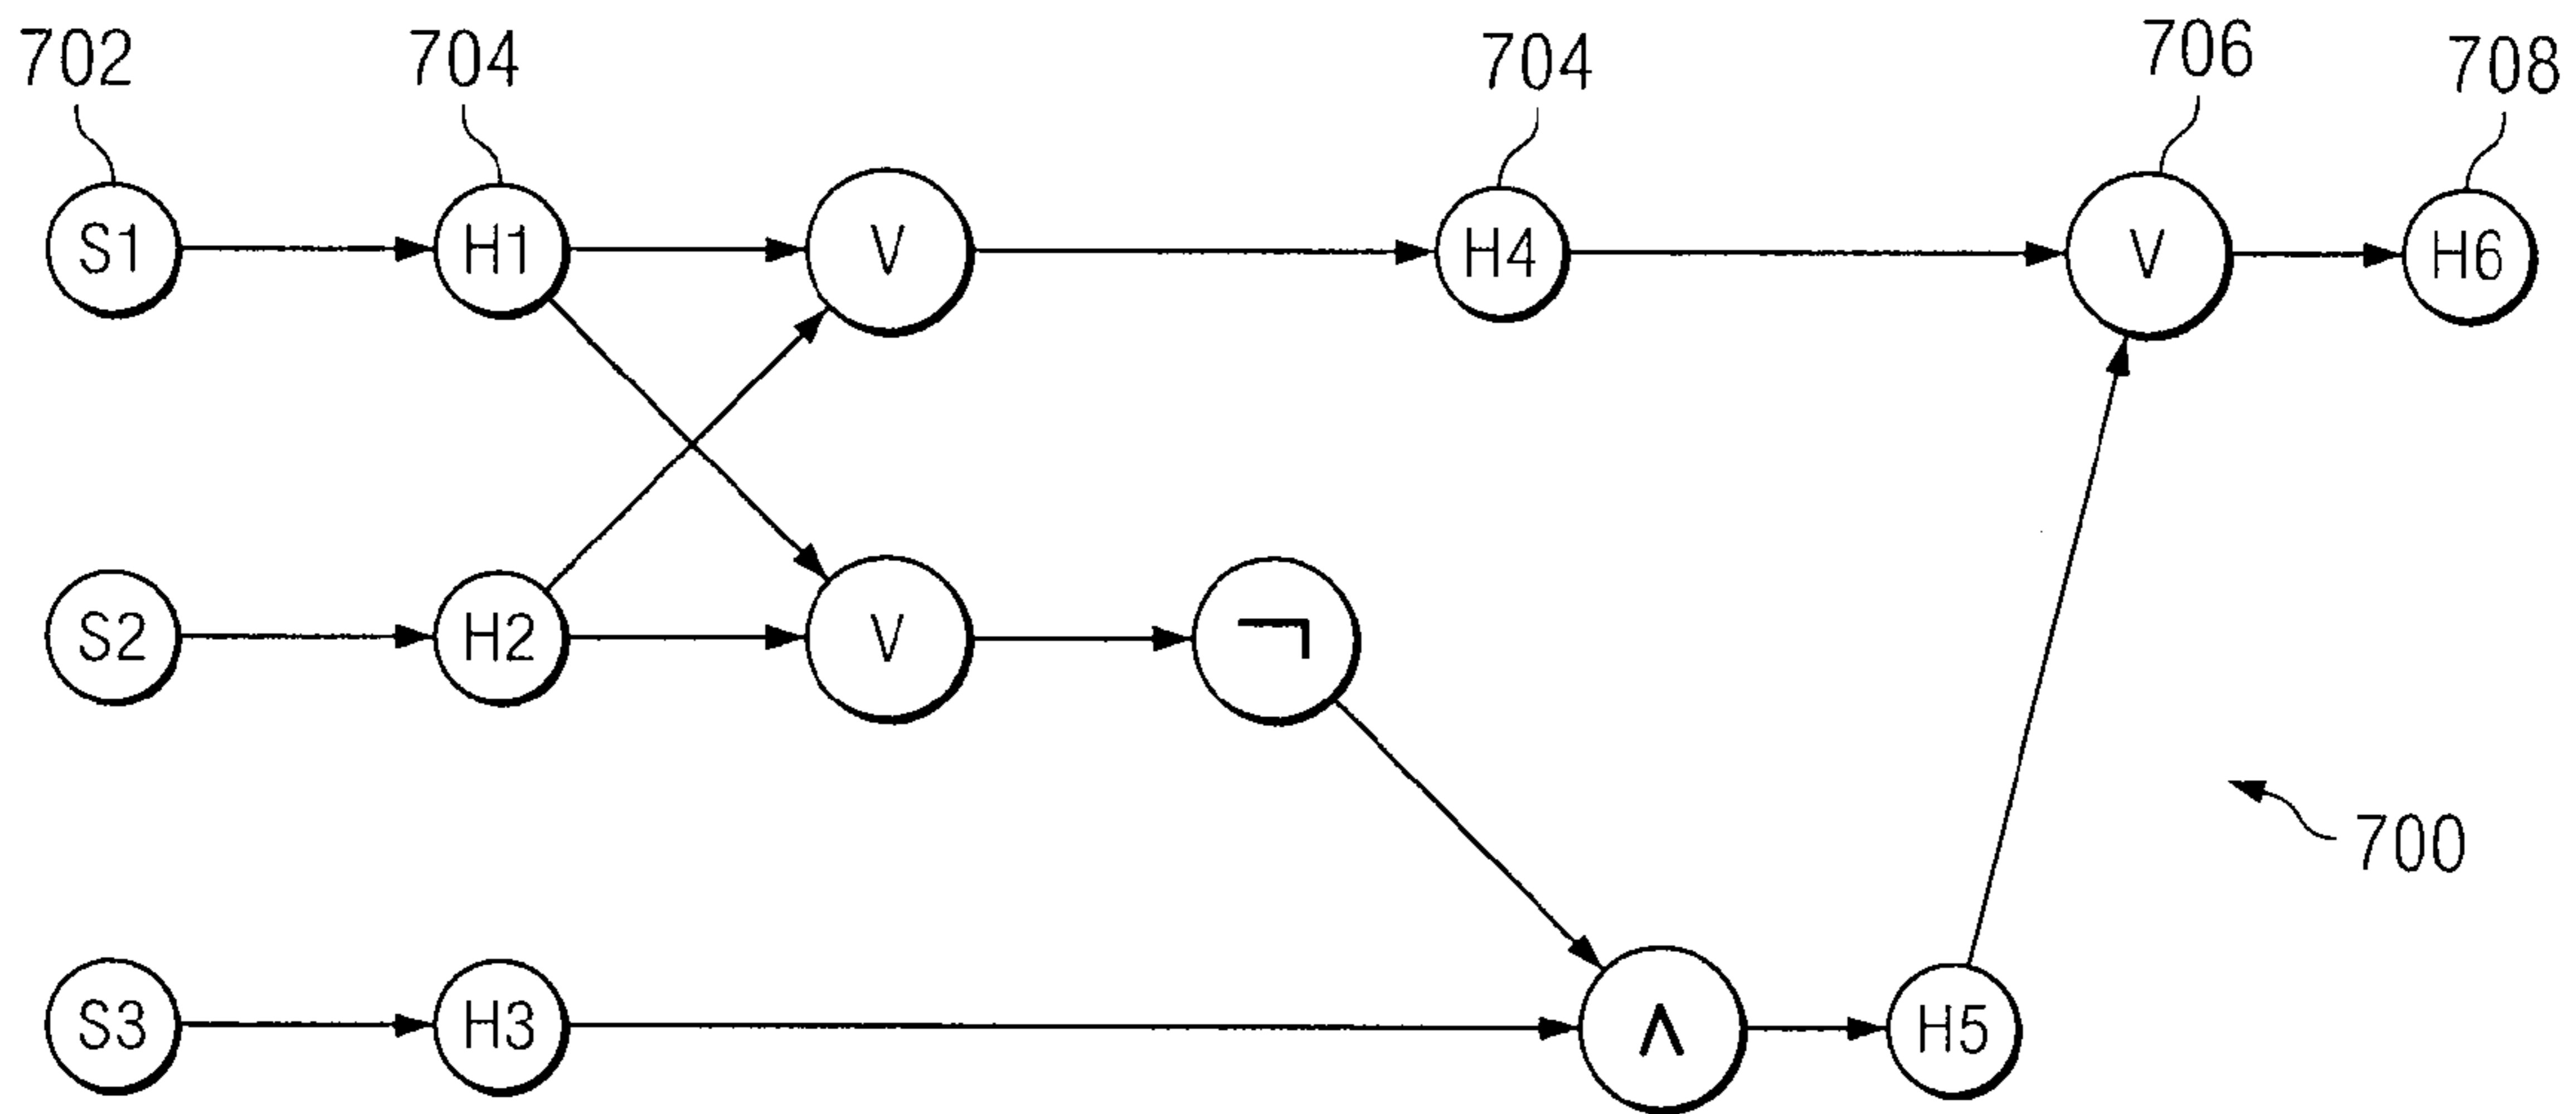 702 704 704 706 708
S1 H1 V H4 V H6
S2 H2 V ¬
700
S3 H3 Λ H5